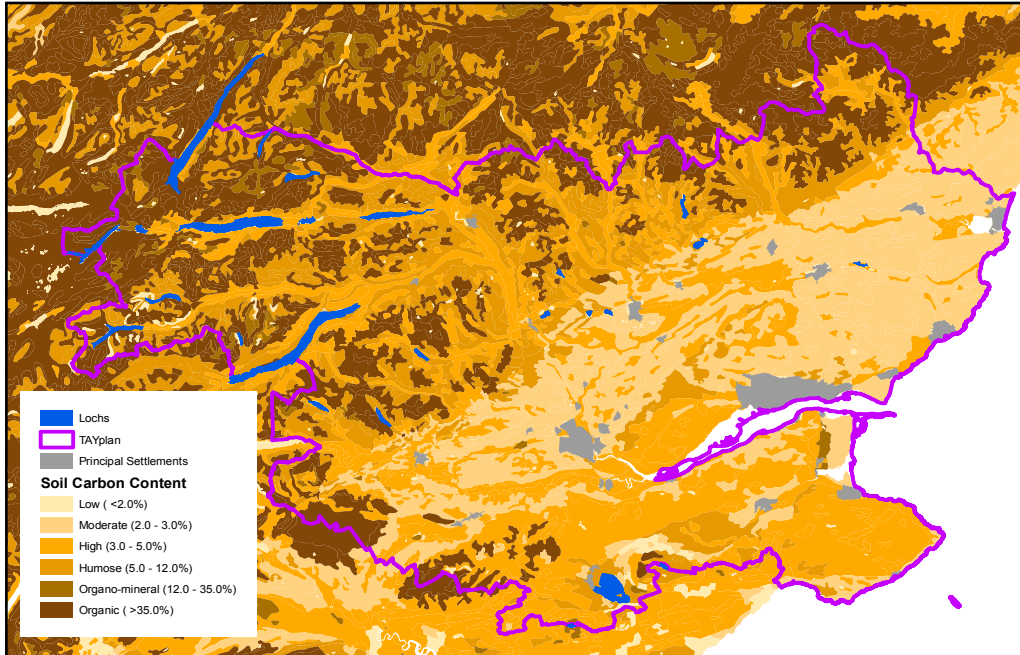 Lochs
TAYplan
Principal Settlements
Soil Carbon Content
Low ( <2.0%)
Moderate (2.0 - 3.0%)
High (3.0 - 5.0%)
Humose (5.0 - 12.0%)
Organo-mineral (12.0 - 35.0%)
Organic ( >35.0%)